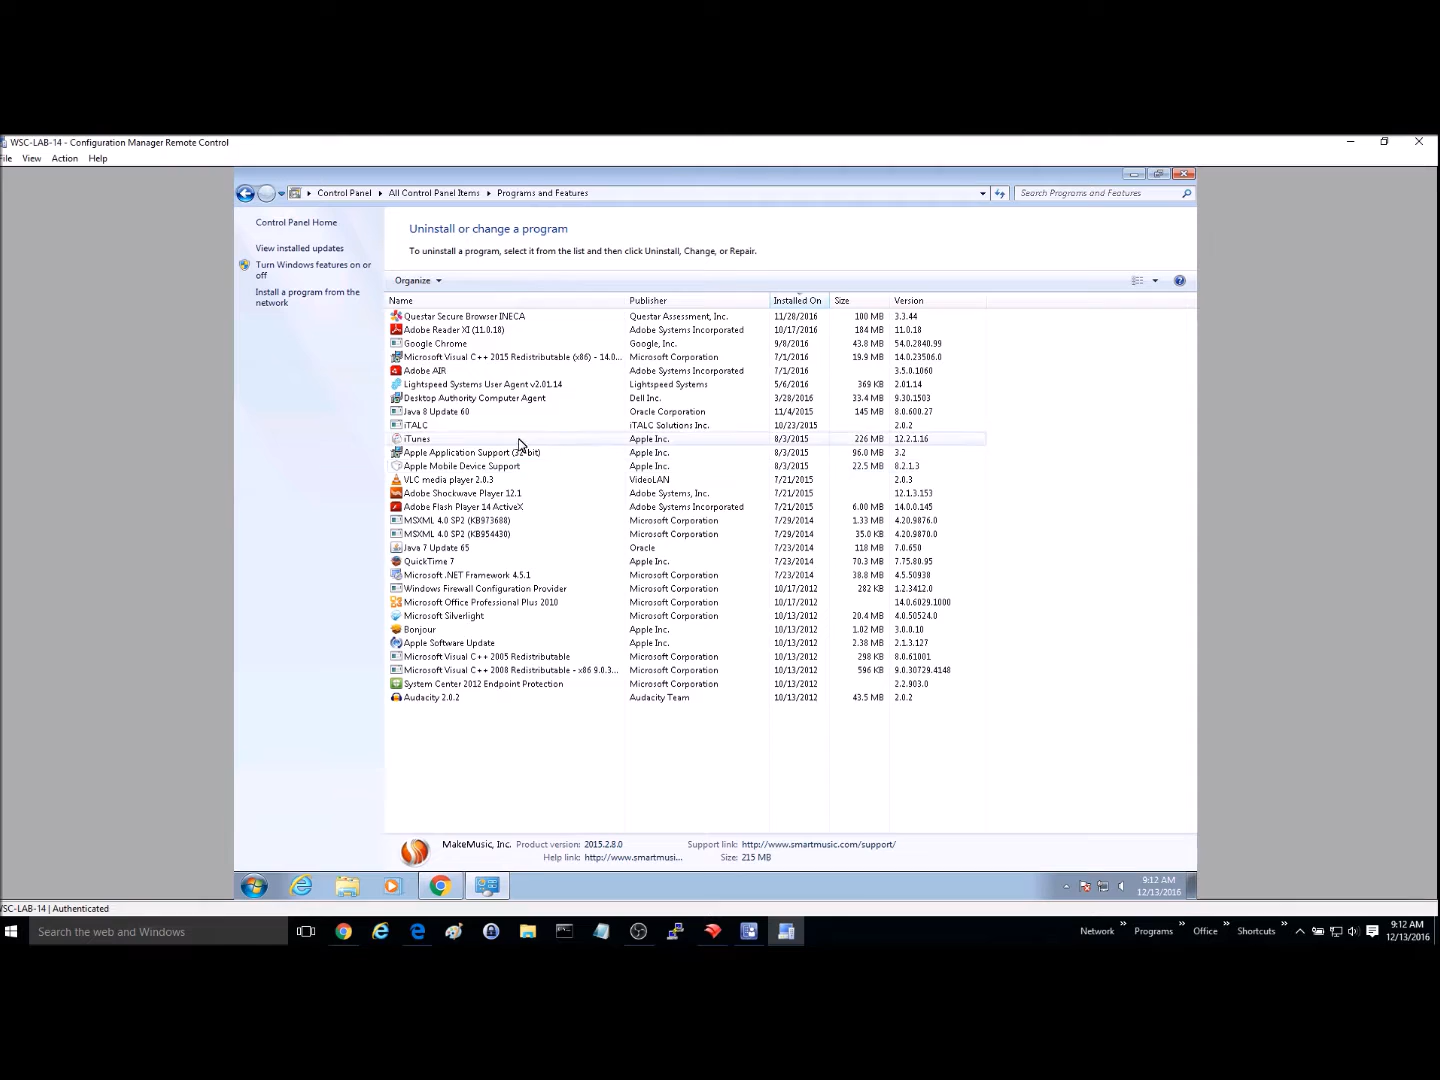 WSC-LAB-14 - Configuration Manager Remote Control
File View Action Help
Control Panel All Control Panel Items Programs and Features
Search Programs and Features
Control Panel Home
View installed updates
Turn Windows features on or
off
Install a program from the
network
Uninstall or change a program
To uninstall a program, select it from the list and then click Uninstall, Change, or Repair.
Organize
Name Publisher Installed On Size Version
Questar Secure Browser INECA Questar Assessment, Inc. 11/28/2016 100 MB 3.3.44
Adobe Reader XI (11.0.18) Adobe Systems Incorporated 10/17/2016 184 MB 11.0.18
Google Chrome Google, Inc. 9/8/2016 43.8 MB 54.0.2840.99
Microsoft Visual C++ 2015 Redistributable (x86) - 14.0... Microsoft Corporation 7/1/2016 19.9 MB 14.0.23506.0
Adobe AIR Adobe Systems Incorporated 7/1/2016 3.5.0.1060
Lightspeed Systems User Agent v2.01.14 Lightspeed Systems 5/6/2016 369 KB 2.01.14
Desktop Authority Computer Agent Dell Inc. 3/28/2016 33.4 MB 9.30.1503
Java 8 Update 60 Oracle Corporation 11/4/2015 145 MB 8.0.600.27
iTALC iTALC Solutions Inc. 10/23/2015 2.0.2
iTunes Apple Inc. 8/3/2015 226 MB 12.2.1.16
Apple Application Support (32-bit) Apple Inc. 8/3/2015 96.0 MB 3.2
Apple Mobile Device Support Apple Inc. 8/3/2015 22.5 MB 8.2.1.3
VLC media player 2.0.3 VideoLAN 7/21/2015 2.0.3
Adobe Shockwave Player 12.1 Adobe Systems, Inc. 7/21/2015 12.1.3.153
Adobe Flash Player 14 ActiveX Adobe Systems Incorporated 7/21/2015 6.00 MB 14.0.0.145
MSXML 4.0 SP2 (KB973688) Microsoft Corporation 7/29/2014 1.33 MB 4.20.9876.0
MSXML 4.0 SP2 (KB954430) Microsoft Corporation 7/29/2014 35.0 KB 4.20.9870.0
Java 7 Update 65 Oracle 7/23/2014 118 MB 7.0.650
QuickTime 7 Apple Inc. 7/23/2014 70.3 MB 7.75.80.95
Microsoft .NET Framework 4.5.1 Microsoft Corporation 7/23/2014 38.8 MB 4.5.50938
Windows Firewall Configuration Provider Microsoft Corporation 10/17/2012 282 KB 1.2.3412.0
Microsoft Office Professional Plus 2010 Microsoft Corporation 10/17/2012 14.0.6029.1000
Microsoft Silverlight Microsoft Corporation 10/13/2012 20.4 MB 4.0.50524.0
Bonjour Apple Inc. 10/13/2012 1.02 MB 3.0.0.10
Apple Software Update Apple Inc. 10/13/2012 2.38 MB 2.1.3.127
Microsoft Visual C++ 2005 Redistributable Microsoft Corporation 10/13/2012 298 KB 8.0.61001
Microsoft Visual C++ 2008 Redistributable - x86 9.0.3... Microsoft Corporation 10/13/2012 596 KB 9.0.30729.4148
System Center 2012 Endpoint Protection Microsoft Corporation 10/13/2012 2.2.903.0
Audacity 2.0.2 Audacity Team 10/13/2012 43.5 MB 2.0.2
MakeMusic, Inc. Product version: 2015.2.8.0 Support link: http://www.smartmusic.com/support/
Help link: http://www.smartmusi... Size: 215 MB
9:12 AM
12/13/2016
WSC-LAB-14 | Authenticated
Search the web and Windows
Network Programs Office Shortcuts
9:12 AM
12/13/2016